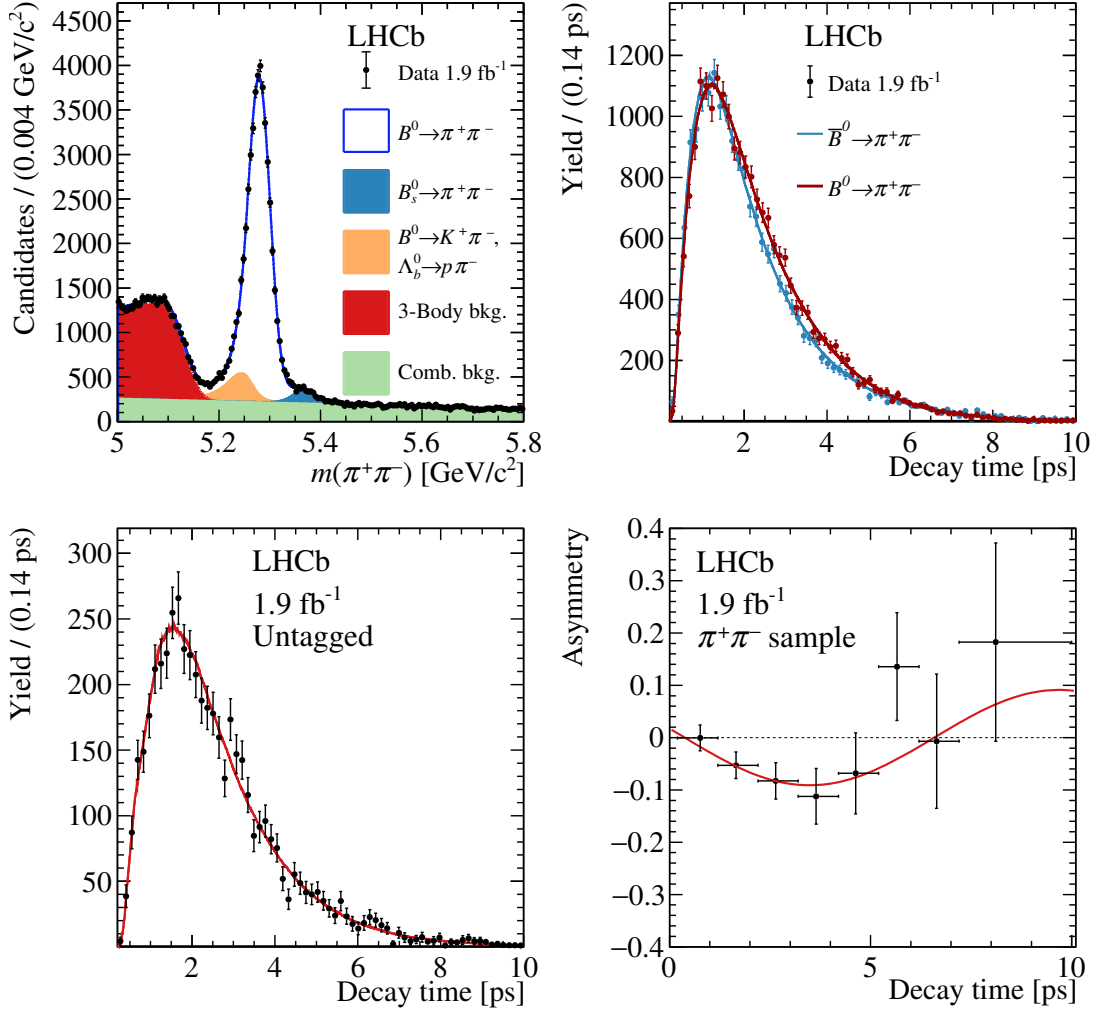 LHCb
Data 1.9 fb⁻¹
B⁰→π⁺π⁻
B⁰ₛ→π⁺π⁻
B⁰→K⁺π⁻,
Λ⁰_b→pπ⁻
3-Body bkg.
Comb. bkg.
Candidates / (0.004 GeV/c²)
4500
4000
3500
3000
2500
2000
1500
1000
500
0
5
5.2
5.4
5.6
5.8
m(π⁺π⁻) [GeV/c²]
LHCb
Data 1.9 fb⁻¹
B̅⁰→π⁺π⁻
B⁰→π⁺π⁻
Yield / (0.14 ps)
1200
1000
800
600
400
200
2
4
6
8
10
Decay time [ps]
LHCb
1.9 fb⁻¹
Untagged
Yield / (0.14 ps)
300
250
200
150
100
50
2
4
6
8
10
Decay time [ps]
LHCb
1.9 fb⁻¹
π⁺π⁻ sample
Asymmetry
0.4
0.3
0.2
0.1
0
−0.1
−0.2
−0.3
−0.4
0
5
10
Decay time [ps]